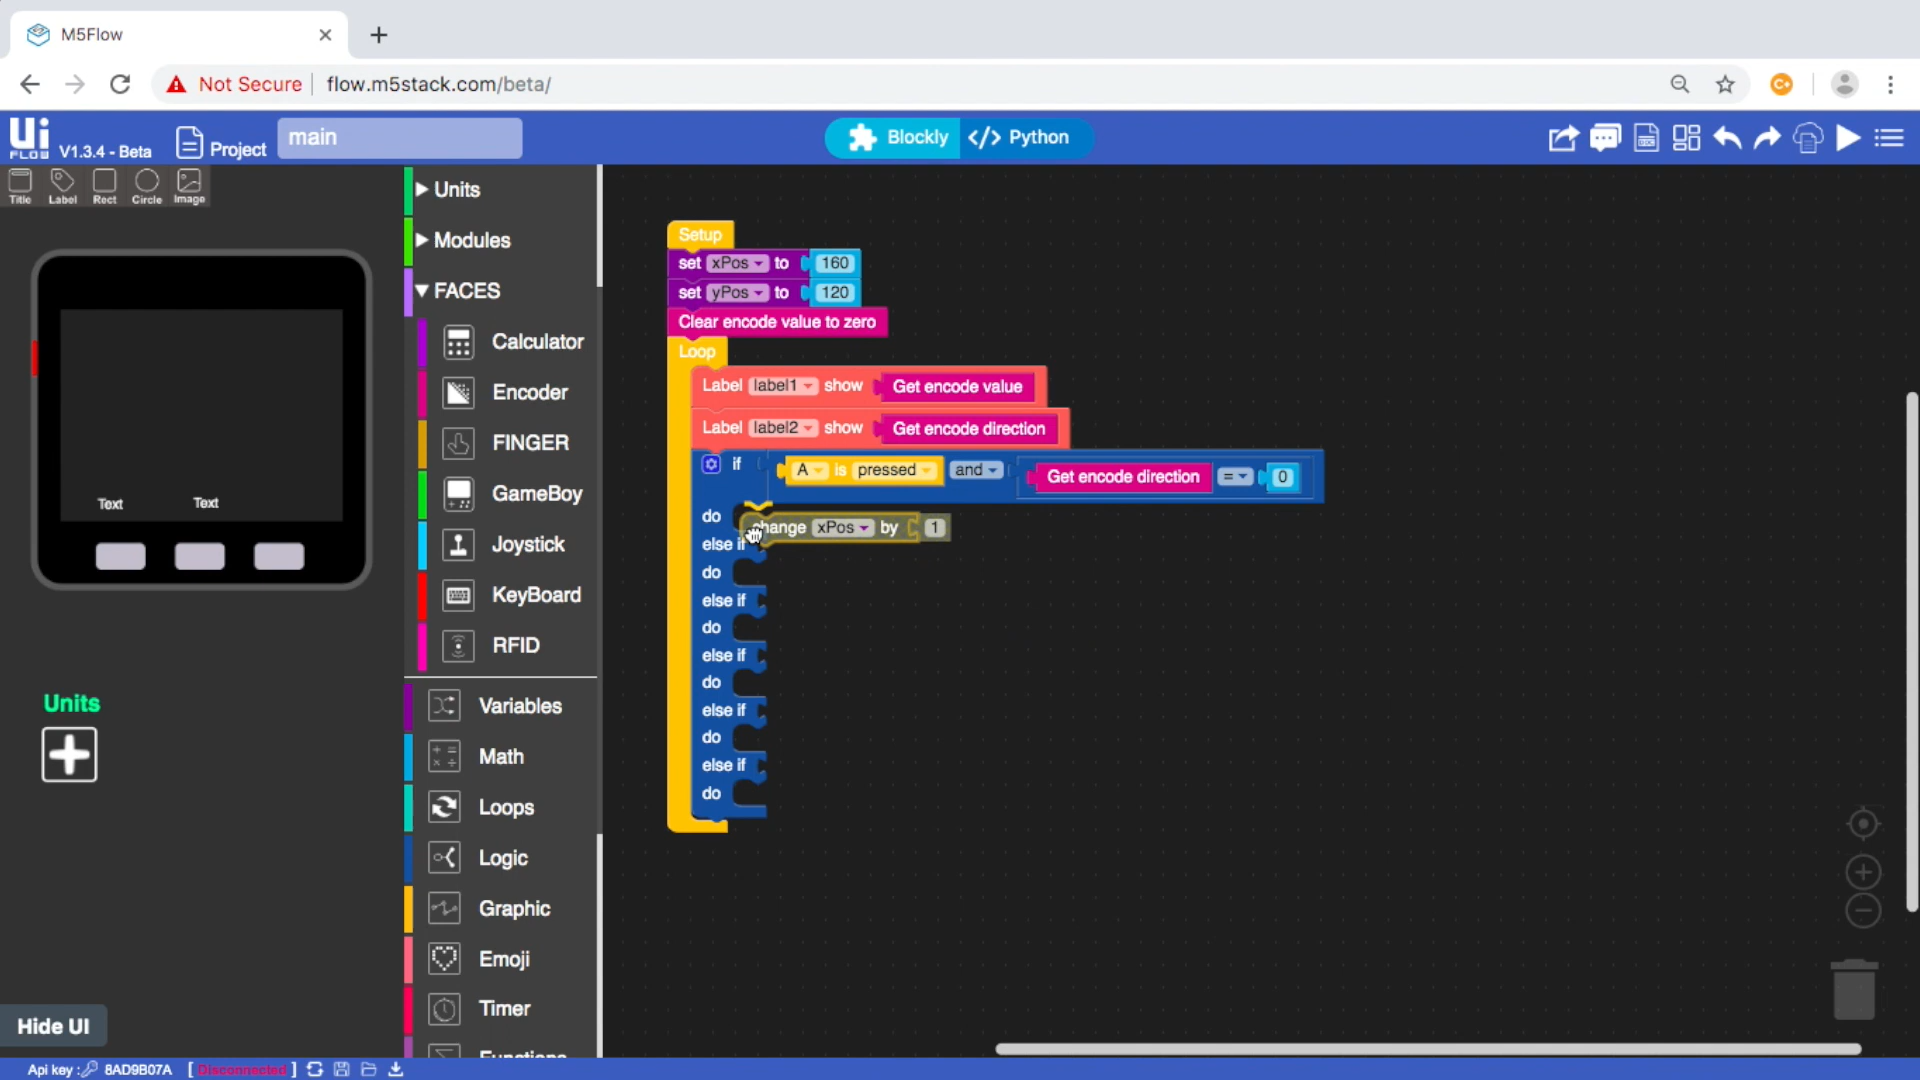 M5Flow
Not Secure
flow.m5stack.com/beta/
Ui
FLOW
V1.3.4 - Beta
Project
main
Blockly
</> Python
Title
Label
Rect
Circle
Image
Text
Text
Units
Hide UI
Units
Modules
FACES
Calculator
Encoder
FINGER
GameBoy
Joystick
KeyBoard
RFID
Variables
Math
Loops
Logic
Graphic
Emoji
Timer
Setup
set xPos to 160
set yPos to 120
Clear encode value to zero
Loop
Label label1 show Get encode value
Label label2 show Get encode direction
if A is pressed and Get encode direction = 0
do change xPos by 1
else if
do
else if
do
else if
do
else if
do
else if
do
Api key : 8AD9B07A [ Disconnected ]